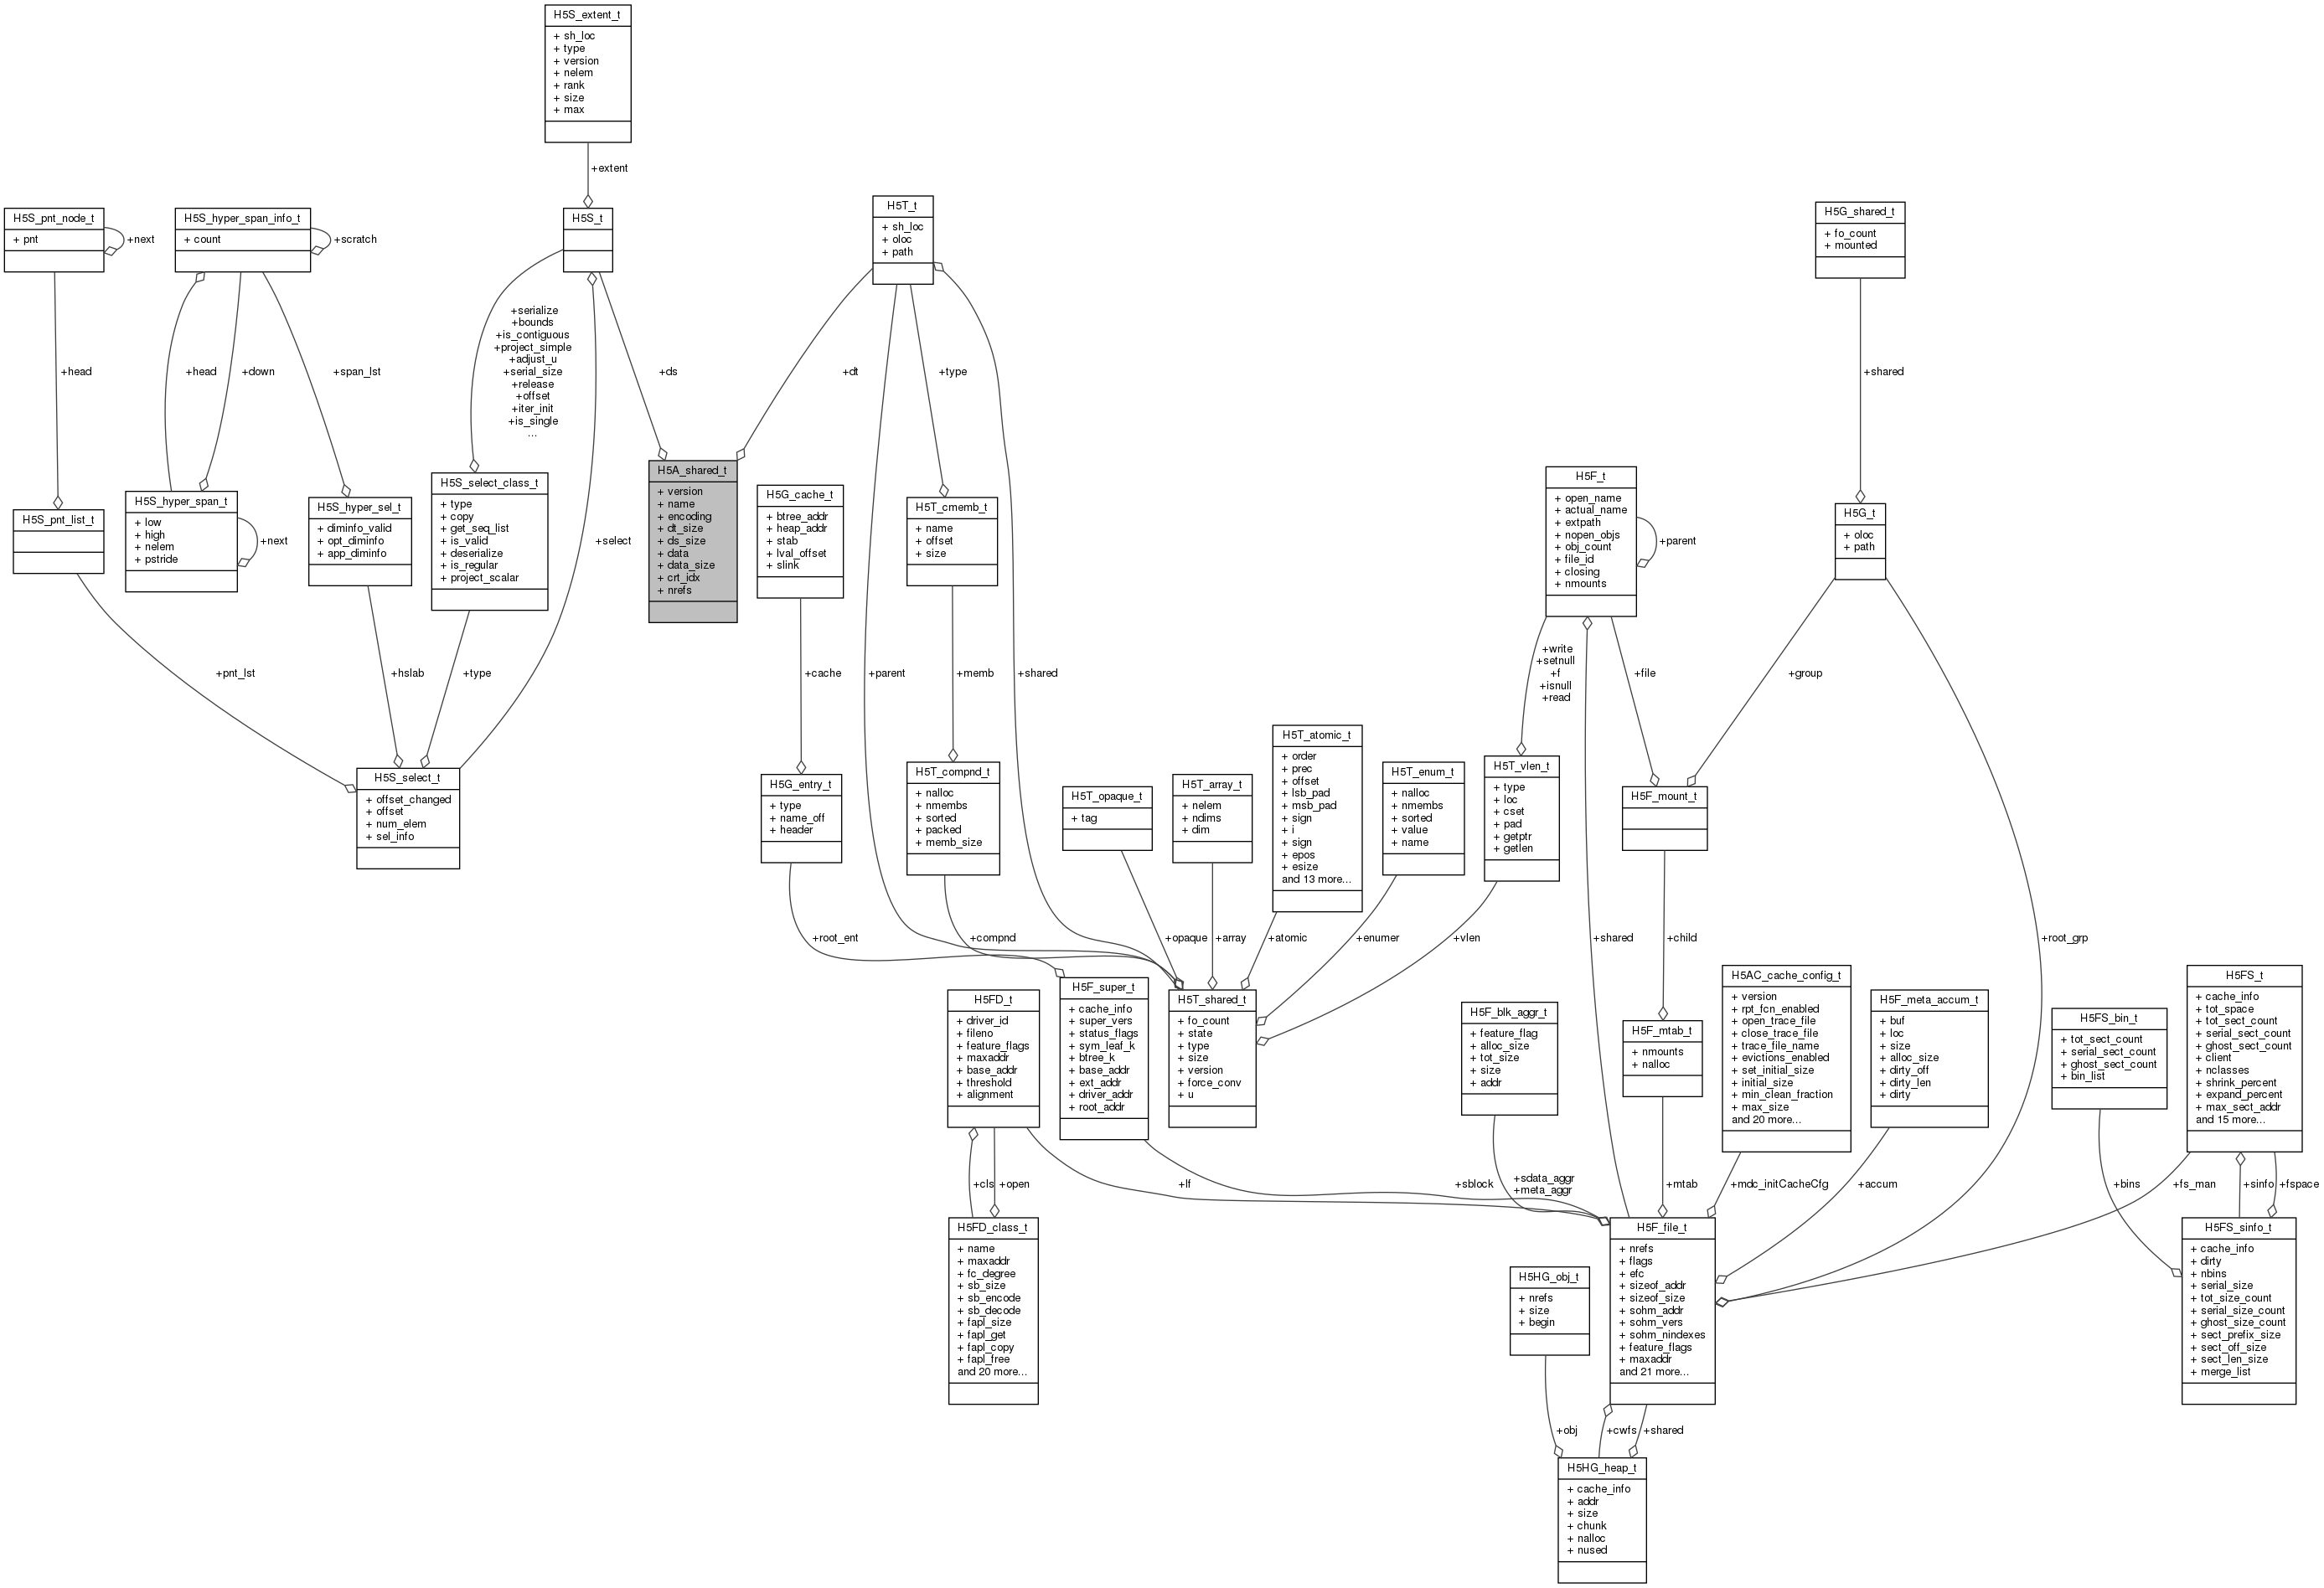 H5S_extent_t
+ sh_loc
+ type
+ version
+ nelem
+ rank
+ size
+ max
+extent
H5S_pnt_node_t
+ pnt
+next
H5S_hyper_span_info_t
+ count
+scratch
H5S_t
H5T_t
+ sh_loc
+ oloc
+ path
H5G_shared_t
+ fo_count
+ mounted
+head
+head
+down
+span_lst
+serialize
+bounds
+is_contiguous
+project_simple
+adjust_u
+serial_size
+release
+offset
+iter_init
+is_single
...
+ds
+dt
+type
+shared
H5S_pnt_list_t
H5S_hyper_span_t
+ low
+ high
+ nelem
+ pstride
+next
H5S_hyper_sel_t
+ diminfo_valid
+ opt_diminfo
+ app_diminfo
H5S_select_class_t
+ type
+ copy
+ get_seq_list
+ is_valid
+ deserialize
+ is_regular
+ project_scalar
+select
H5A_shared_t
+ version
+ name
+ encoding
+ dt_size
+ ds_size
+ data
+ data_size
+ crt_idx
+ nrefs
H5G_cache_t
+ btree_addr
+ heap_addr
+ stab
+ lval_offset
+ slink
H5T_cmemb_t
+ name
+ offset
+ size
H5F_t
+ open_name
+ actual_name
+ extpath
+ nopen_objs
+ obj_count
+ file_id
+ closing
+ nmounts
+parent
H5G_t
+ oloc
+ path
+pnt_lst
+hslab
+type
+cache
+parent
+memb
+shared
+write
+setnull
+f
+isnull
+read
+file
+group
H5S_select_t
+ offset_changed
+ offset
+ num_elem
+ sel_info
H5G_entry_t
+ type
+ name_off
+ header
H5T_compnd_t
+ nalloc
+ nmembs
+ sorted
+ packed
+ memb_size
H5T_opaque_t
+ tag
H5T_array_t
+ nelem
+ ndims
+ dim
H5T_atomic_t
+ order
+ prec
+ offset
+ lsb_pad
+ msb_pad
+ sign
+ i
+ sign
+ epos
+ esize
and 13 more...
H5T_enum_t
+ nalloc
+ nmembs
+ sorted
+ value
+ name
H5T_vlen_t
+ type
+ loc
+ cset
+ pad
+ getptr
+ getlen
H5F_mount_t
+root_ent
+compnd
+opaque
+array
+atomic
+enumer
+vlen
+shared
+child
+root_grp
H5FD_t
+ driver_id
+ fileno
+ feature_flags
+ maxaddr
+ base_addr
+ threshold
+ alignment
H5F_super_t
+ cache_info
+ super_vers
+ status_flags
+ sym_leaf_k
+ btree_k
+ base_addr
+ ext_addr
+ driver_addr
+ root_addr
H5T_shared_t
+ fo_count
+ state
+ type
+ size
+ version
+ force_conv
+ u
H5F_blk_aggr_t
+ feature_flag
+ alloc_size
+ tot_size
+ size
+ addr
H5F_mtab_t
+ nmounts
+ nalloc
H5AC_cache_config_t
+ version
+ rpt_fcn_enabled
+ open_trace_file
+ close_trace_file
+ trace_file_name
+ evictions_enabled
+ set_initial_size
+ initial_size
+ min_clean_fraction
+ max_size
and 20 more...
H5F_meta_accum_t
+ buf
+ loc
+ size
+ alloc_size
+ dirty_off
+ dirty_len
+ dirty
H5FS_bin_t
+ tot_sect_count
+ serial_sect_count
+ ghost_sect_count
+ bin_list
H5FS_t
+ cache_info
+ tot_space
+ tot_sect_count
+ serial_sect_count
+ ghost_sect_count
+ client
+ nclasses
+ shrink_percent
+ expand_percent
+ max_sect_addr
and 15 more...
+cls
+open
+lf
+sblock
+sdata_aggr
+meta_aggr
+mtab
+mdc_initCacheCfg
+accum
+bins
+fs_man
+sinfo
+fspace
H5FD_class_t
+ name
+ maxaddr
+ fc_degree
+ sb_size
+ sb_encode
+ sb_decode
+ fapl_size
+ fapl_get
+ fapl_copy
+ fapl_free
and 20 more...
H5HG_obj_t
+ nrefs
+ size
+ begin
H5F_file_t
+ nrefs
+ flags
+ efc
+ sizeof_addr
+ sizeof_size
+ sohm_addr
+ sohm_vers
+ sohm_nindexes
+ feature_flags
+ maxaddr
and 21 more...
H5FS_sinfo_t
+ cache_info
+ dirty
+ nbins
+ serial_size
+ tot_size_count
+ serial_size_count
+ ghost_size_count
+ sect_prefix_size
+ sect_off_size
+ sect_len_size
+ merge_list
+obj
+cwfs
+shared
H5HG_heap_t
+ cache_info
+ addr
+ size
+ chunk
+ nalloc
+ nused